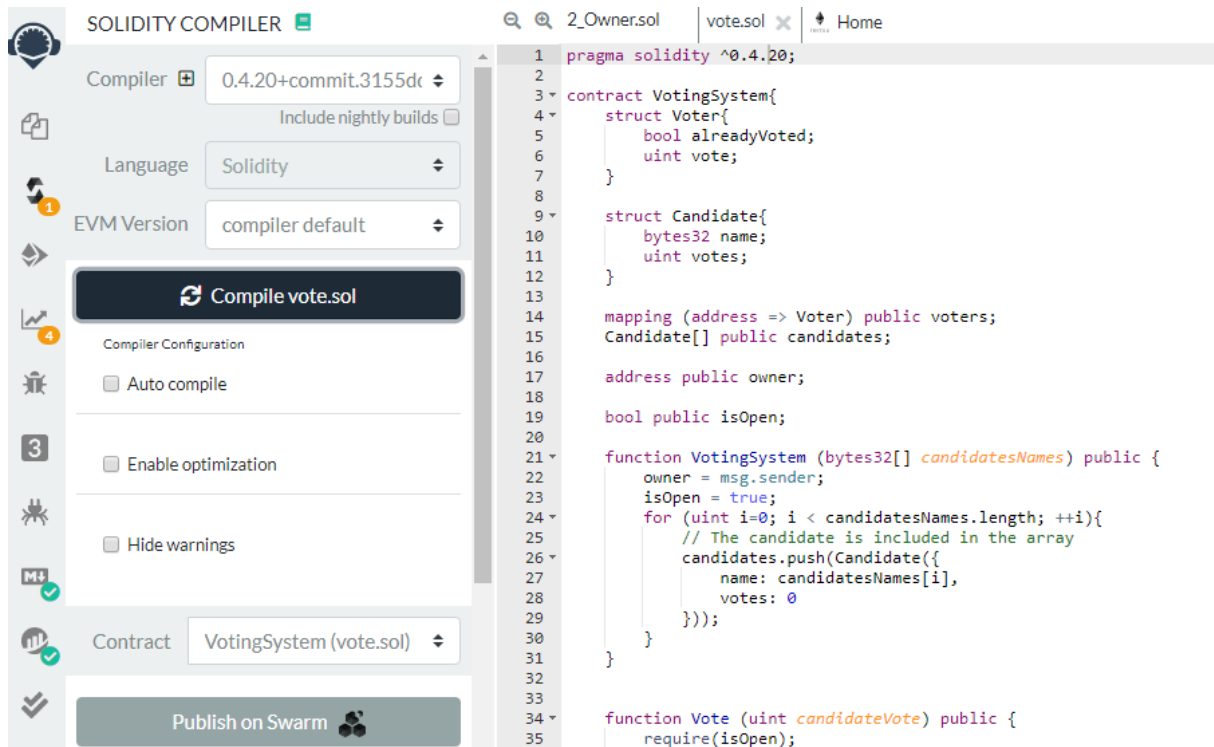 SOLIDITY COMPILER
Compiler
0.4.20+commit.3155dc
Include nightly builds
Language
Solidity
EVM Version
compiler default
Compile vote.sol
Compiler Configuration
Auto compile
Enable optimization
Hide warnings
Contract
VotingSystem (vote.sol)
Publish on Swarm
1
4
3
M
2_Owner.sol
vote.sol
Home
1 pragma solidity ^0.4.20;
2
3 contract VotingSystem{
4     struct Voter{
5         bool alreadyVoted;
6         uint vote;
7     }
8
9     struct Candidate{
10         bytes32 name;
11         uint votes;
12     }
13
14     mapping (address => Voter) public voters;
15     Candidate[] public candidates;
16
17     address public owner;
18
19     bool public isOpen;
20
21     function VotingSystem (bytes32[] candidatesNames) public {
22         owner = msg.sender;
23         isOpen = true;
24         for (uint i=0; i < candidatesNames.length; ++i){
25             // The candidate is included in the array
26             candidates.push(Candidate({
27                 name: candidatesNames[i],
28                 votes: 0
29             }));
30         }
31     }
32
33
34     function Vote (uint candidateVote) public {
35         require(isOpen);